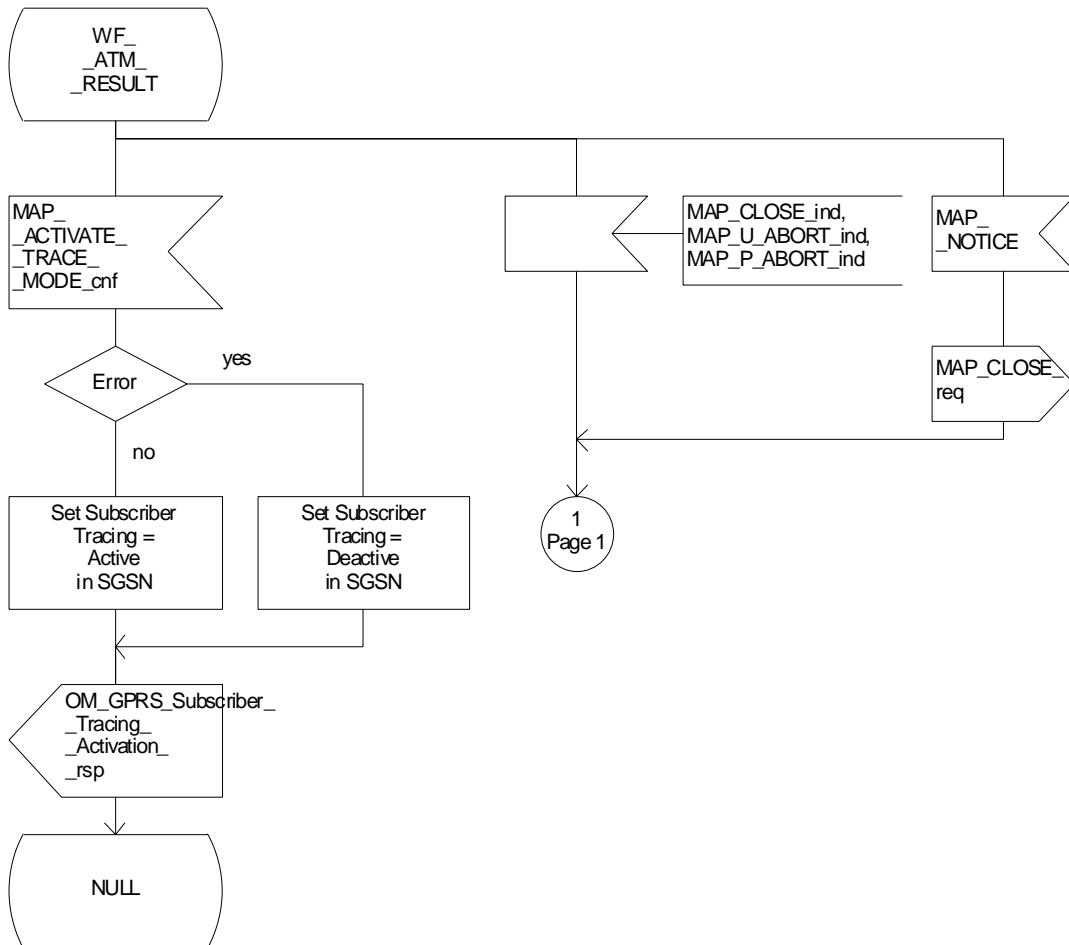 WF_
_ATM_
_RESULT
MAP_
_ACTIVATE_
_TRACE_
_MODE_cnf
MAP_CLOSE_ind,
MAP_U_ABORT_ind,
MAP_P_ABORT_ind
MAP_
_NOTICE
Error
yes
no
MAP_CLOSE_
req
Set Subscriber
Tracing =
Active
in SGSN
Set Subscriber
Tracing =
Deactive
in SGSN
1
Page 1
OM_GPRS_Subscriber_
_Tracing_
_Activation_
_rsp
NULL